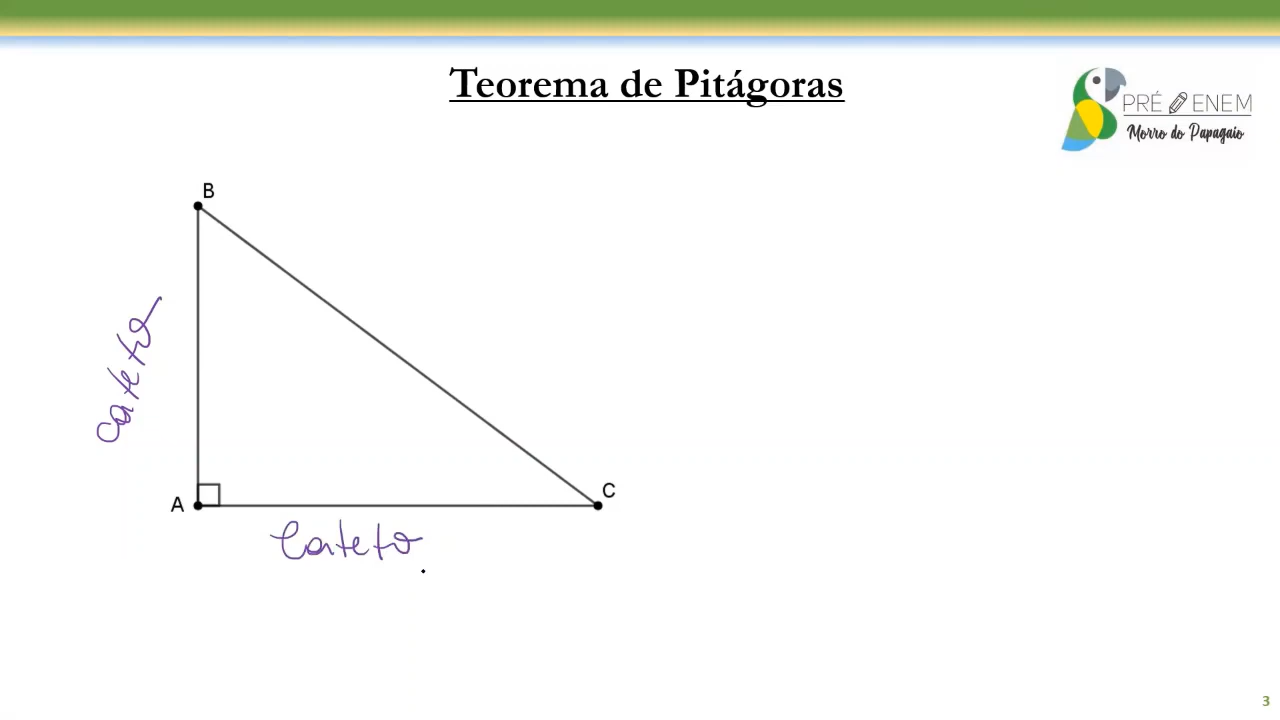 Teorema de Pitágoras
PRÉ ENEM
Morro do Papagaio
B
cateto
A
C
Cateto
3